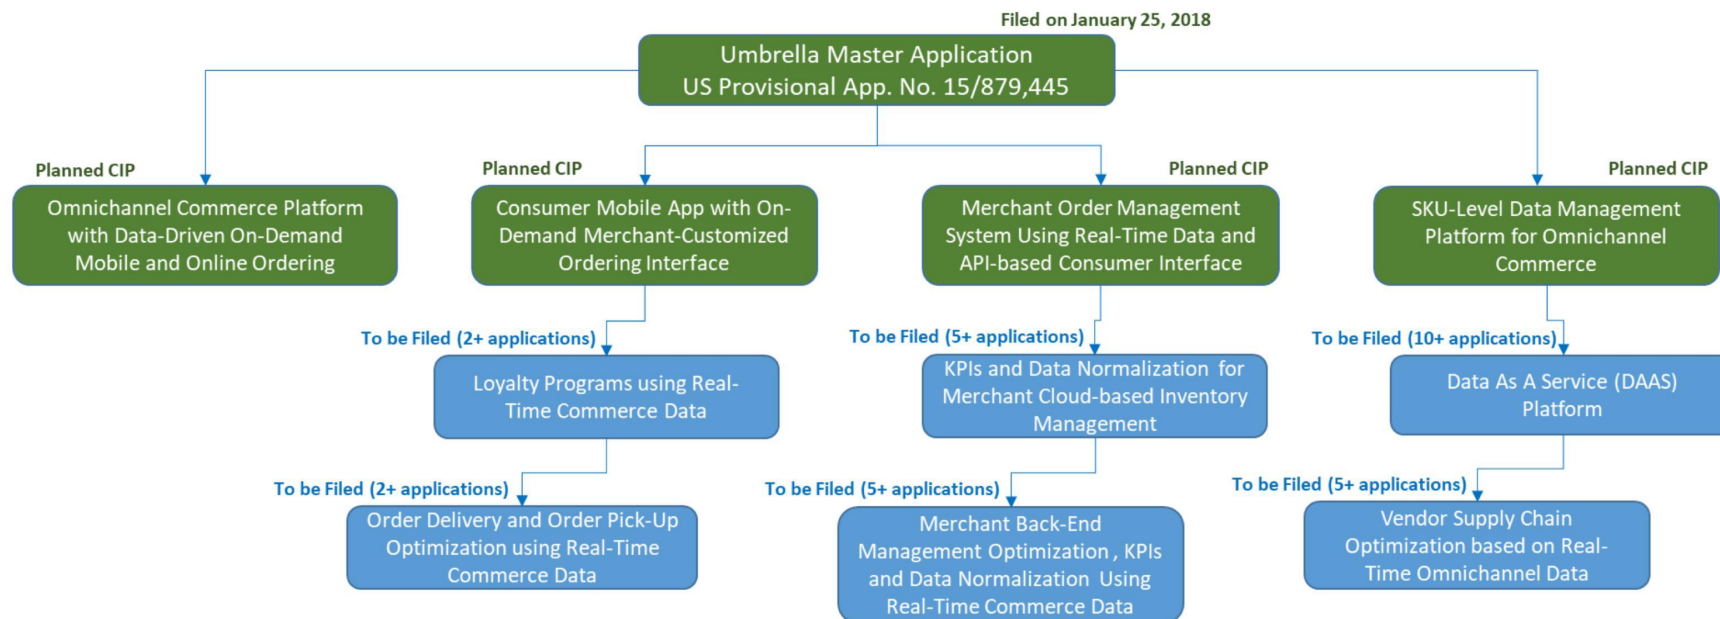 Filed on January 25, 2018
Umbrella Master Application
US Provisional App. No. 15/879,445
Planned CIP
Omnichannel Commerce Platform
with Data-Driven On-Demand
Mobile and Online Ordering
Planned CIP
Consumer Mobile App with On-
Demand Merchant-Customized
Ordering Interface
Planned CIP
Merchant Order Management
System Using Real-Time Data and
API-based Consumer Interface
Planned CIP
SKU-Level Data Management
Platform for Omnichannel
Commerce
To be Filed (2+ applications)
Loyalty Programs using Real-
Time Commerce Data
To be Filed (5+ applications)
KPIs and Data Normalization for
Merchant Cloud-based Inventory
Management
To be Filed (10+ applications)
Data As A Service (DAAS)
Platform
To be Filed (2+ applications)
Order Delivery and Order Pick-Up
Optimization using Real-Time
Commerce Data
To be Filed (5+ applications)
Merchant Back-End
Management Optimization , KPIs
and Data Normalization Using
Real-Time Commerce Data
To be Filed (5+ applications)
Vendor Supply Chain
Optimization based on Real-
Time Omnichannel Data